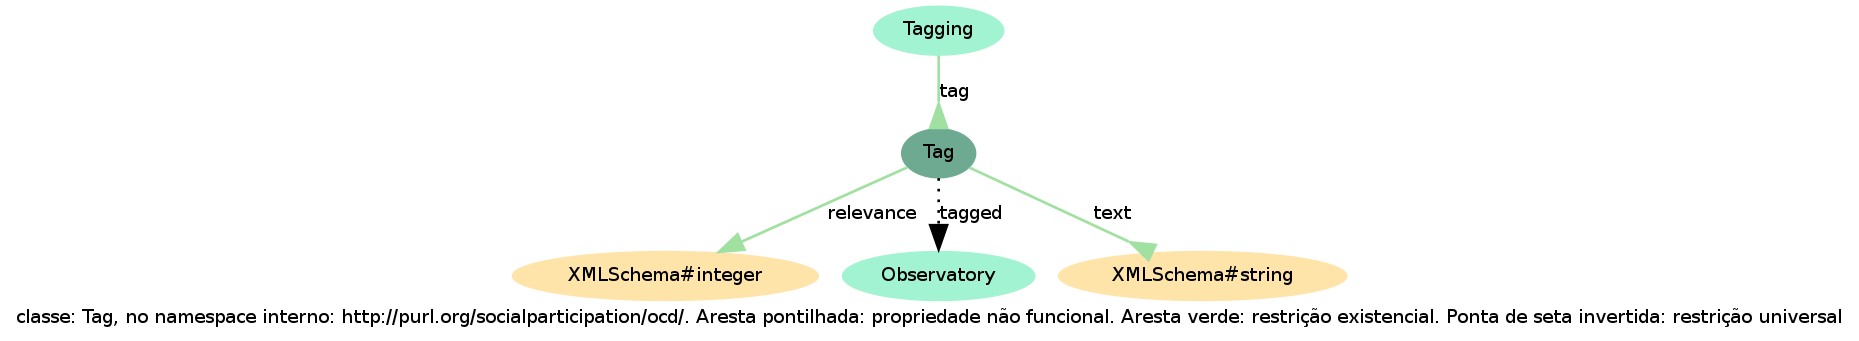 Tagging
tag
Tag
relevance
tagged
text
XMLSchema#integer
Observatory
XMLSchema#string
classe: Tag, no namespace interno: http://purl.org/socialparticipation/ocd/. Aresta pontilhada: propriedade não funcional. Aresta verde: restrição existencial. Ponta de seta invertida: restrição universal